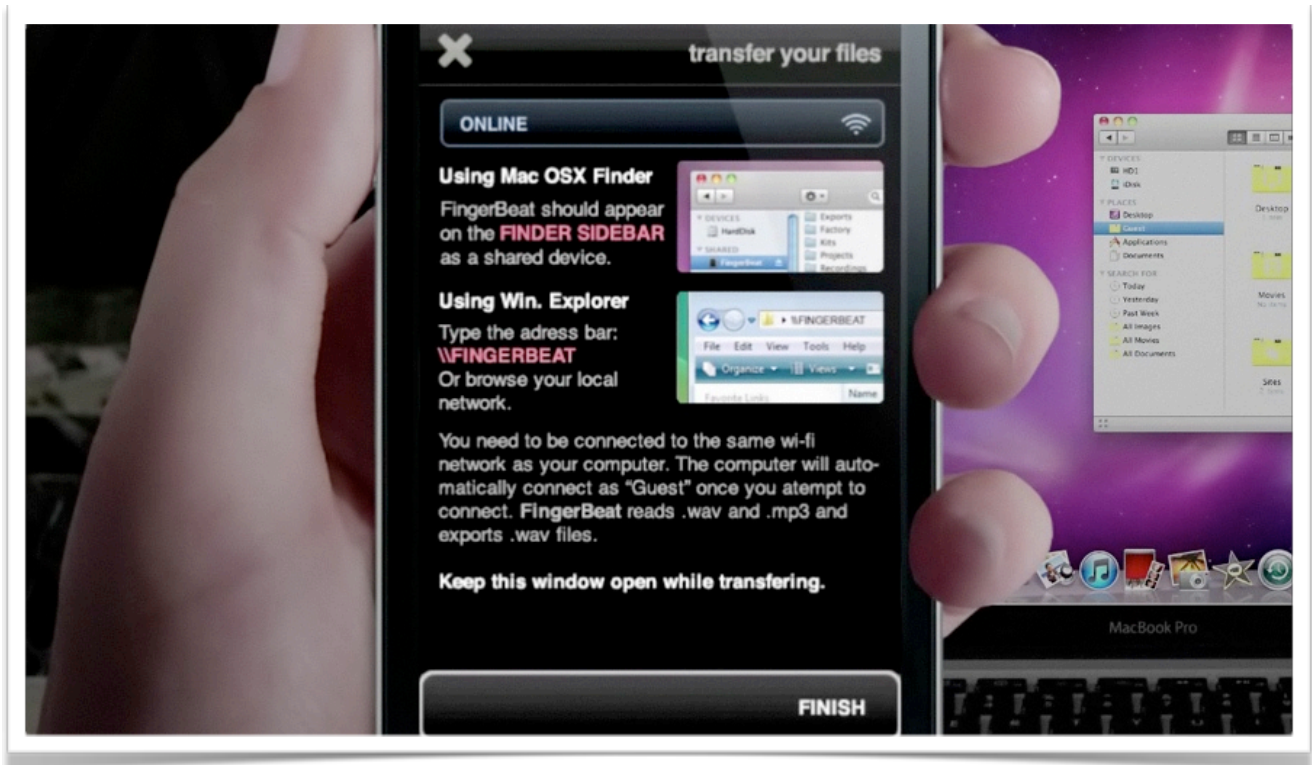 transfer your files
ONLINE
Using Mac OSX Finder
FingerBeat should appear
on the FINDER SIDEBAR
as a shared device.
DEVICES
HardDisk
SHARED
FingerBeat
Exports
Factory
Kits
Projects
Recordings
Using Win. Explorer
Type the adress bar:
\\FINGERBEAT
Or browse your local
network.
\\FINGERBEAT
File Edit View Tools Help
Organize Views
Favorite Links
Name
You need to be connected to the same wi-fi
network as your computer. The computer will auto-
matically connect as “Guest” once you atempt to
connect. FingerBeat reads .wav and .mp3 and
exports .wav files.
Keep this window open while transfering.
FINISH
DEVICES
HD1
iDisk
PLACES
Desktop
Guest
Applications
Documents
SEARCH FOR
Today
Yesterday
Past Week
All Images
All Movies
All Documents
Desktop
Movies
Sites
MacBook Pro